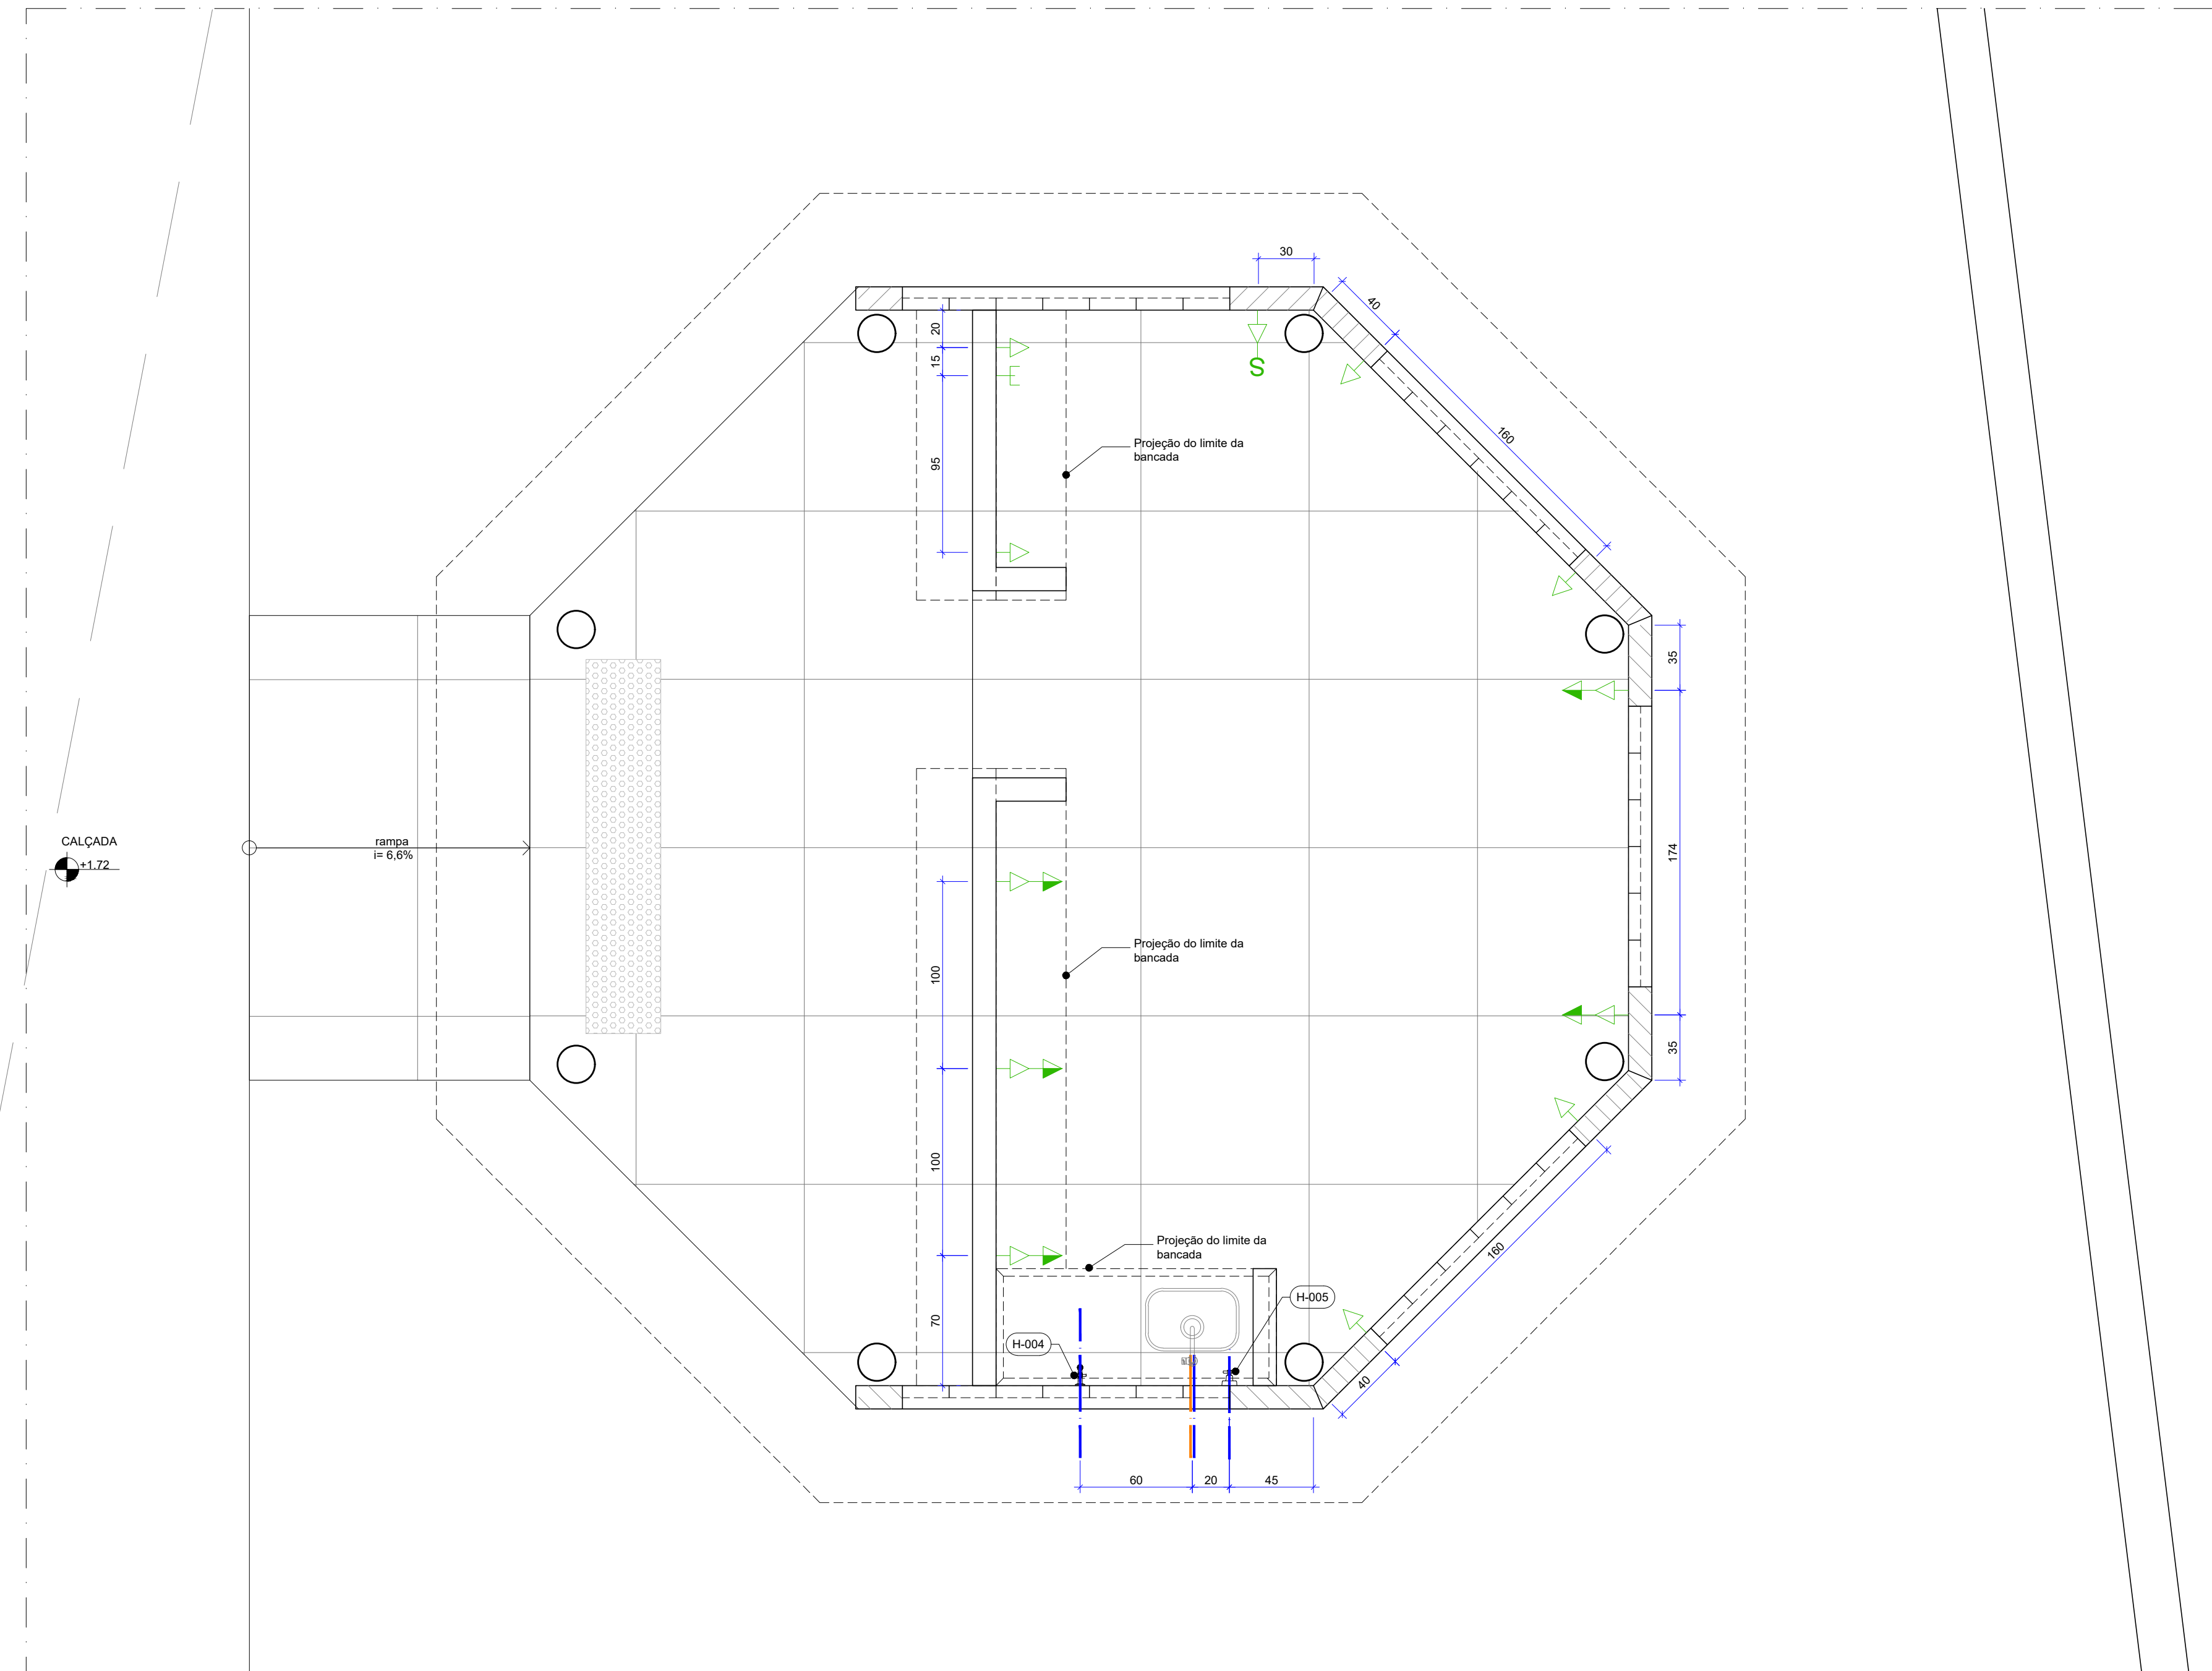 30
40
20
15
S
E
160
Projeção do limite da
bancada
95
35
CALÇADA
+1.72
rampa
i= 6,6%
174
Projeção do limite da
bancada
100
35
100
Projeção do limite da
bancada
160
H-005
70
H-004
40
60
20
45